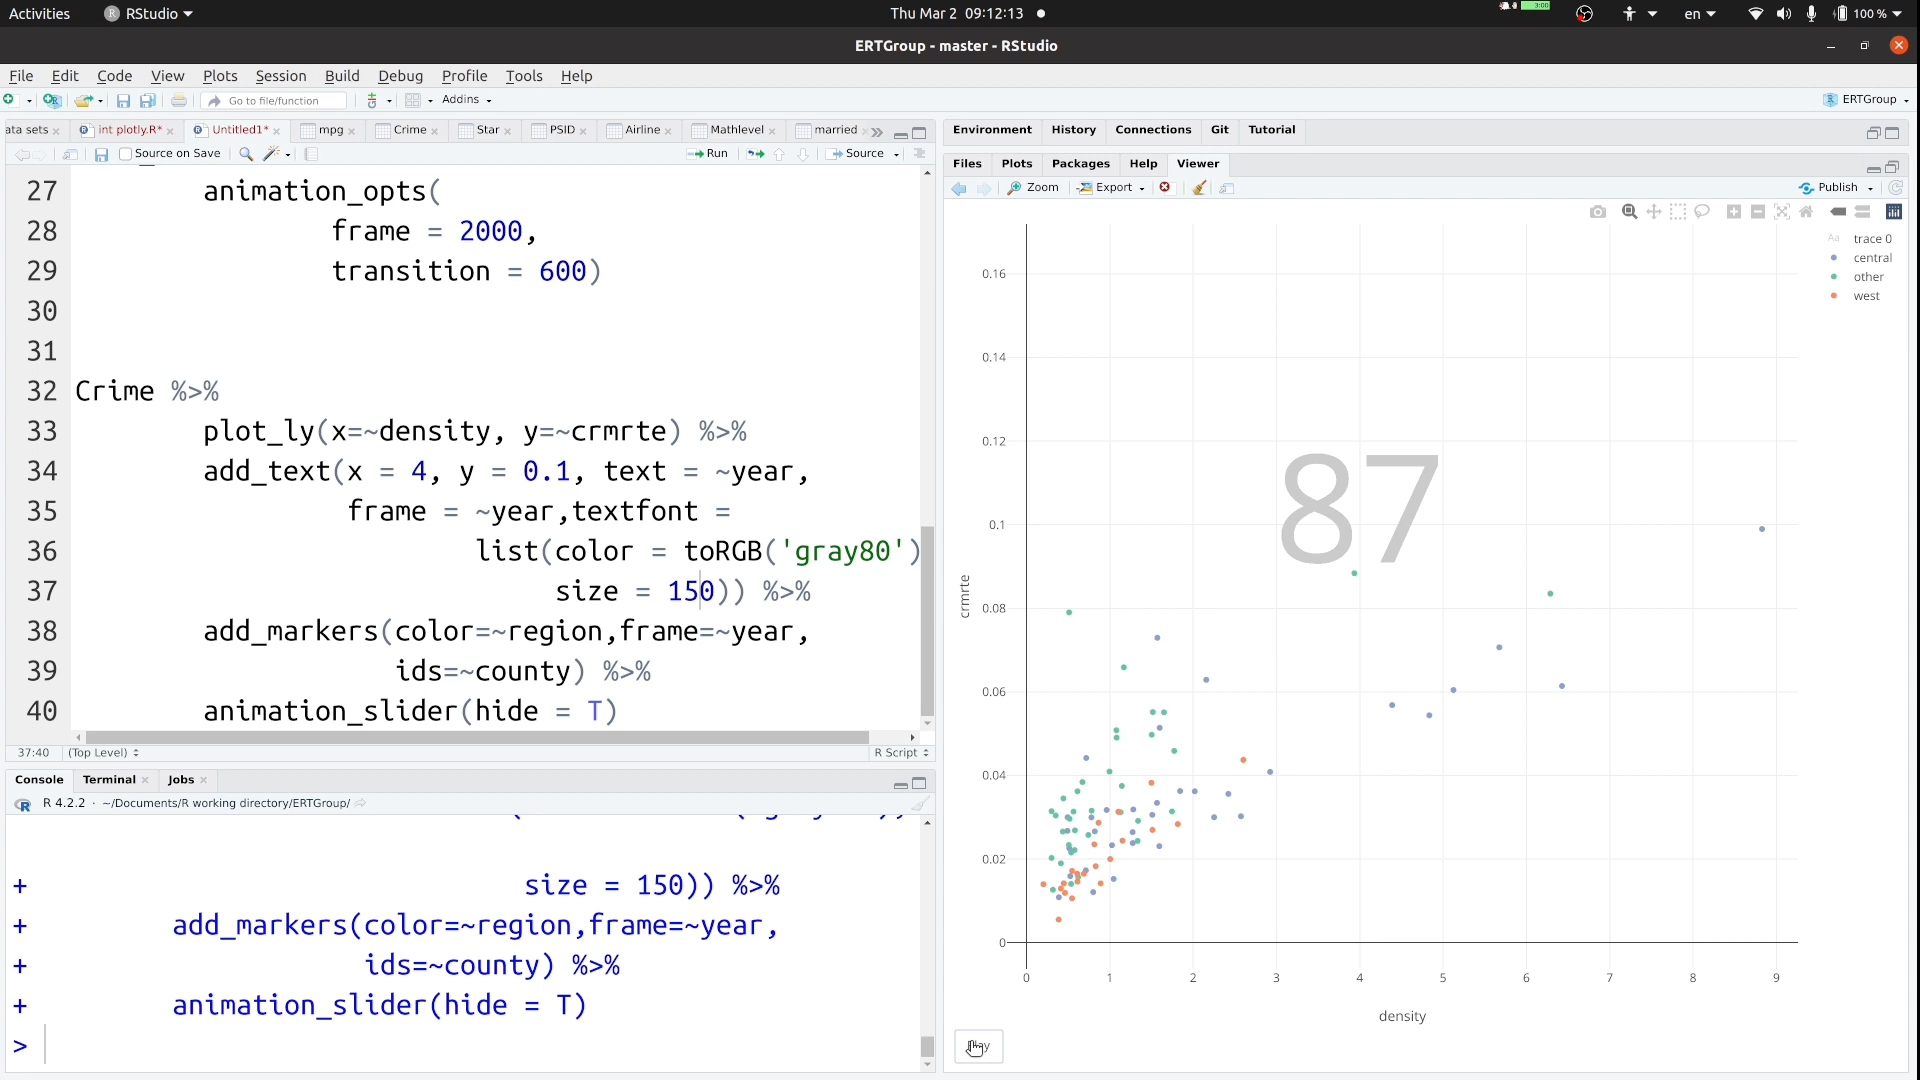 Activities
RStudio
Thu Mar 2 09:12:13
3:00
en
100 %
ERTGroup - master - RStudio
File Edit Code View Plots Session Build Debug Profile Tools Help
Go to file/function
Addins
ERTGroup
ata sets
int plotly.R*
Untitled1*
mpg
Crime
Star
PSID
Airline
Mathlevel
married
Source on Save
Run
Source
27 animation_opts(
28 frame = 2000,
29 transition = 600)
30
31
32 Crime %>%
33 plot_ly(x=~density, y=~crmrte) %>%
34 add_text(x = 4, y = 0.1, text = ~year,
35 frame = ~year,textfont =
36 list(color = toRGB('gray80')
37 size = 150)) %>%
38 add_markers(color=~region,frame=~year,
39 ids=~county) %>%
40 animation_slider(hide = T)
37:40
(Top Level)
R Script
Console
Terminal
Jobs
R 4.2.2 · ~/Documents/R working directory/ERTGroup/
+ size = 150)) %>%
+ add_markers(color=~region,frame=~year,
+ ids=~county) %>%
+ animation_slider(hide = T)
>
Environment
History
Connections
Git
Tutorial
Files
Plots
Packages
Help
Viewer
Zoom
Export
Publish
Aa trace 0
central
other
west
87
0.16
0.14
0.12
0.1
0.08
0.06
0.04
0.02
0
crmrte
0 1 2 3 4 5 6 7 8 9
density